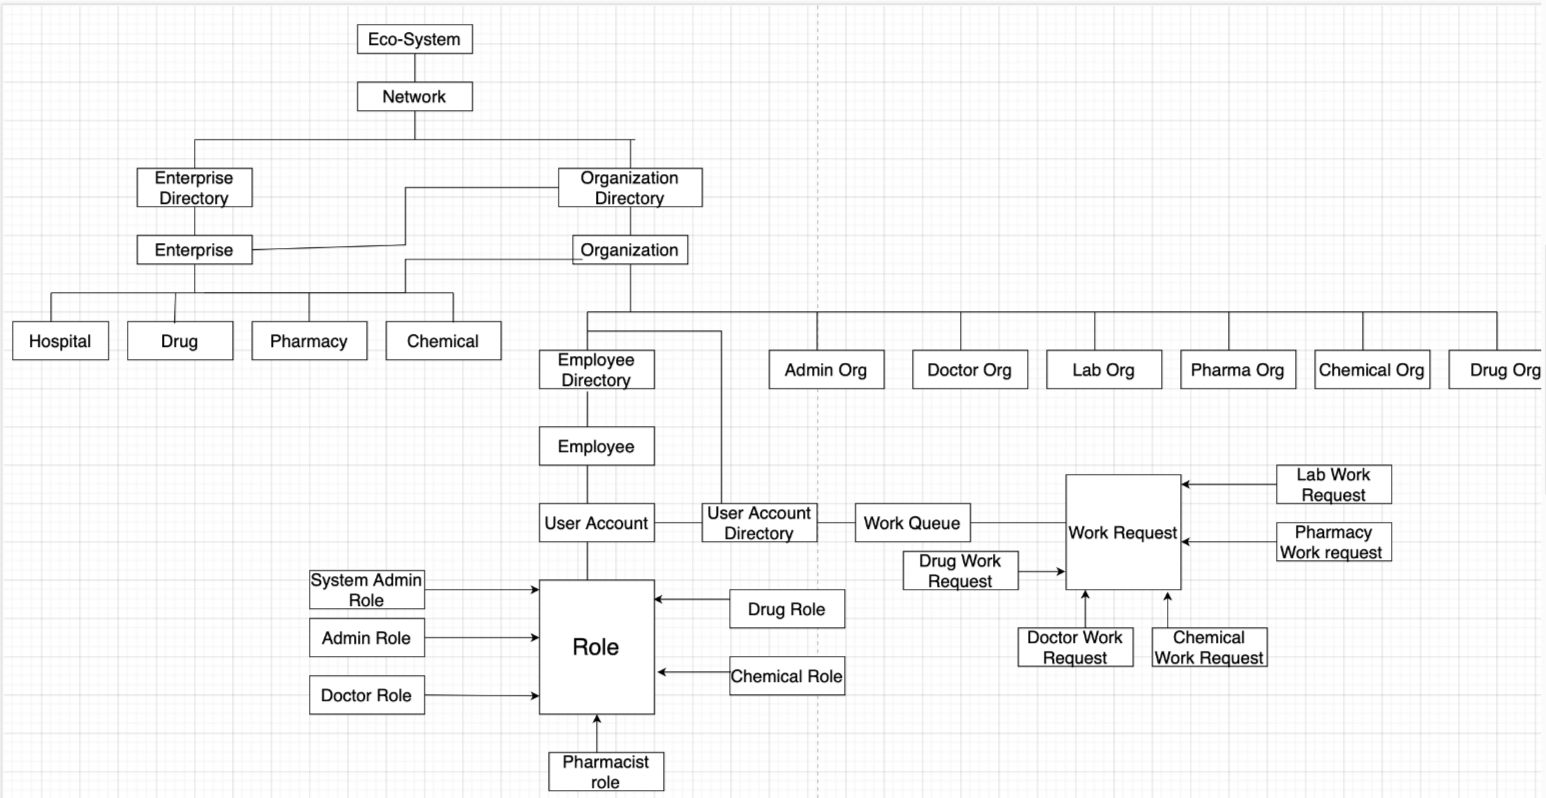 Eco-System
Network
Enterprise
Directory
Organization
Directory
Enterprise
Organization
Hospital
Drug
Pharmacy
Chemical
Employee
Directory
Admin Org
Doctor Org
Lab Org
Pharma Org
Chemical Org
Drug Org
Employee
User Account
User Account
Directory
Work Queue
Work Request
Lab Work
Request
Pharmacy
Work request
Drug Work
Request
Doctor Work
Request
Chemical
Work Request
System Admin
Role
Admin Role
Doctor Role
Role
Drug Role
Chemical Role
Pharmacist
role